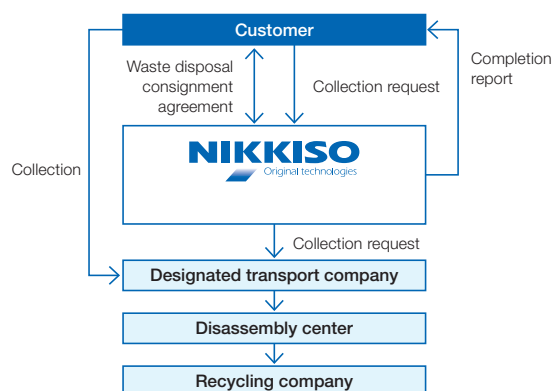 Customer
Waste disposal
consignment
agreement
Collection request
Completion
report
NIKKISO
Original technologies
Collection
Collection request
Designated transport company
Disassembly center
Recycling company